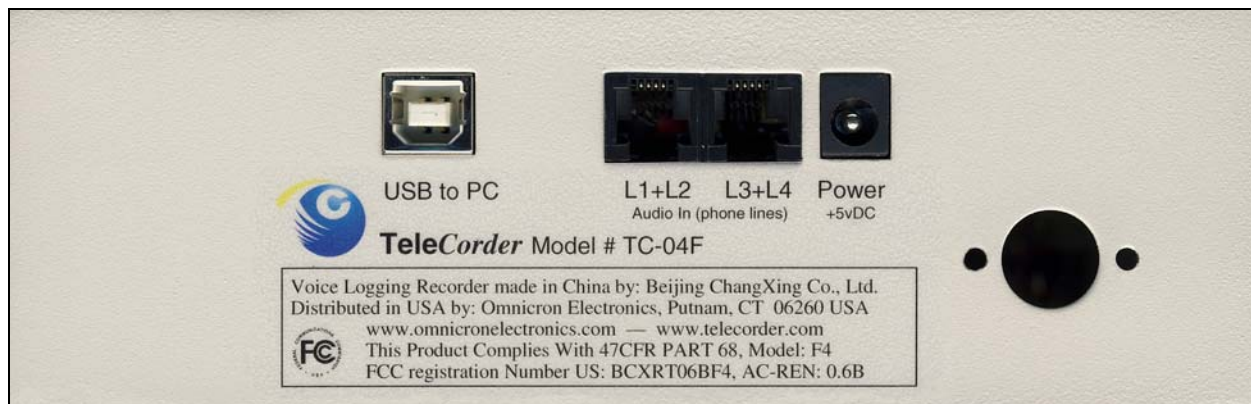 USB to PC
L1+L2 L3+L4 Power
Audio In (phone lines) +5vDC
TeleCorder Model # TC-04F
Voice Logging Recorder made in China by: Beijing ChangXing Co., Ltd.
Distributed in USA by: Omnicron Electronics, Putnam, CT 06260 USA
www.omnicronelectronics.com — www.telecorder.com
This Product Complies With 47CFR PART 68, Model: F4
FCC registration Number US: BCXRT06BF4, AC-REN: 0.6B
FCC